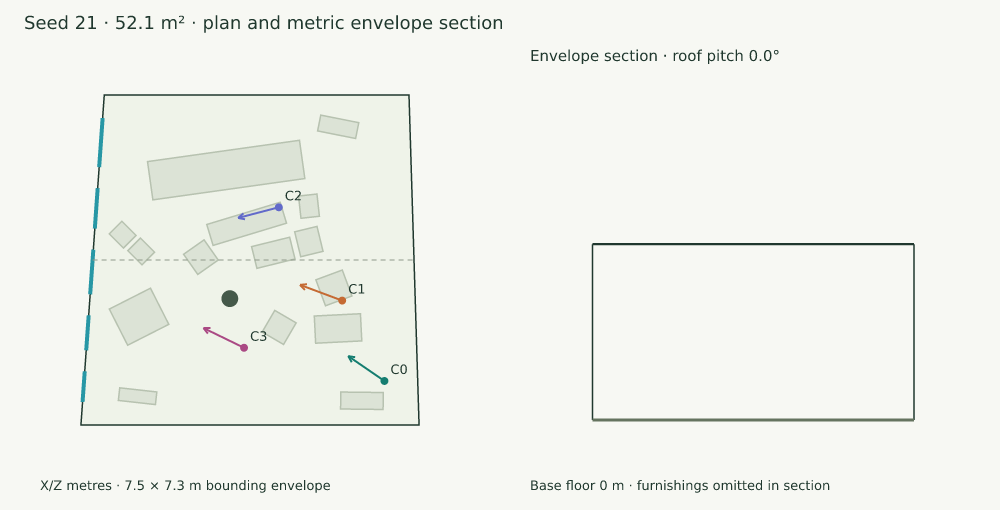 Seed 21 · 52.1 m² · plan and metric envelope section
Envelope section · roof pitch 0.0°
C2
C1
C3
C0
X/Z metres · 7.5 × 7.3 m bounding envelope
Base floor 0 m · furnishings omitted in section